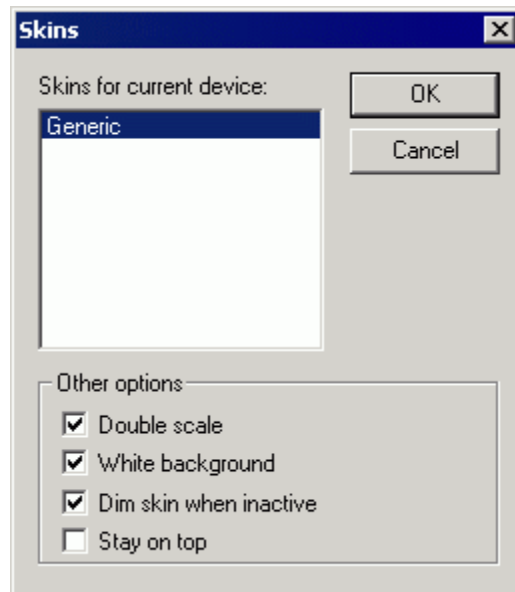 Skins
Skins for current device:
Generic
OK
Cancel
Other options
Double scale
White background
Dim skin when inactive
Stay on top